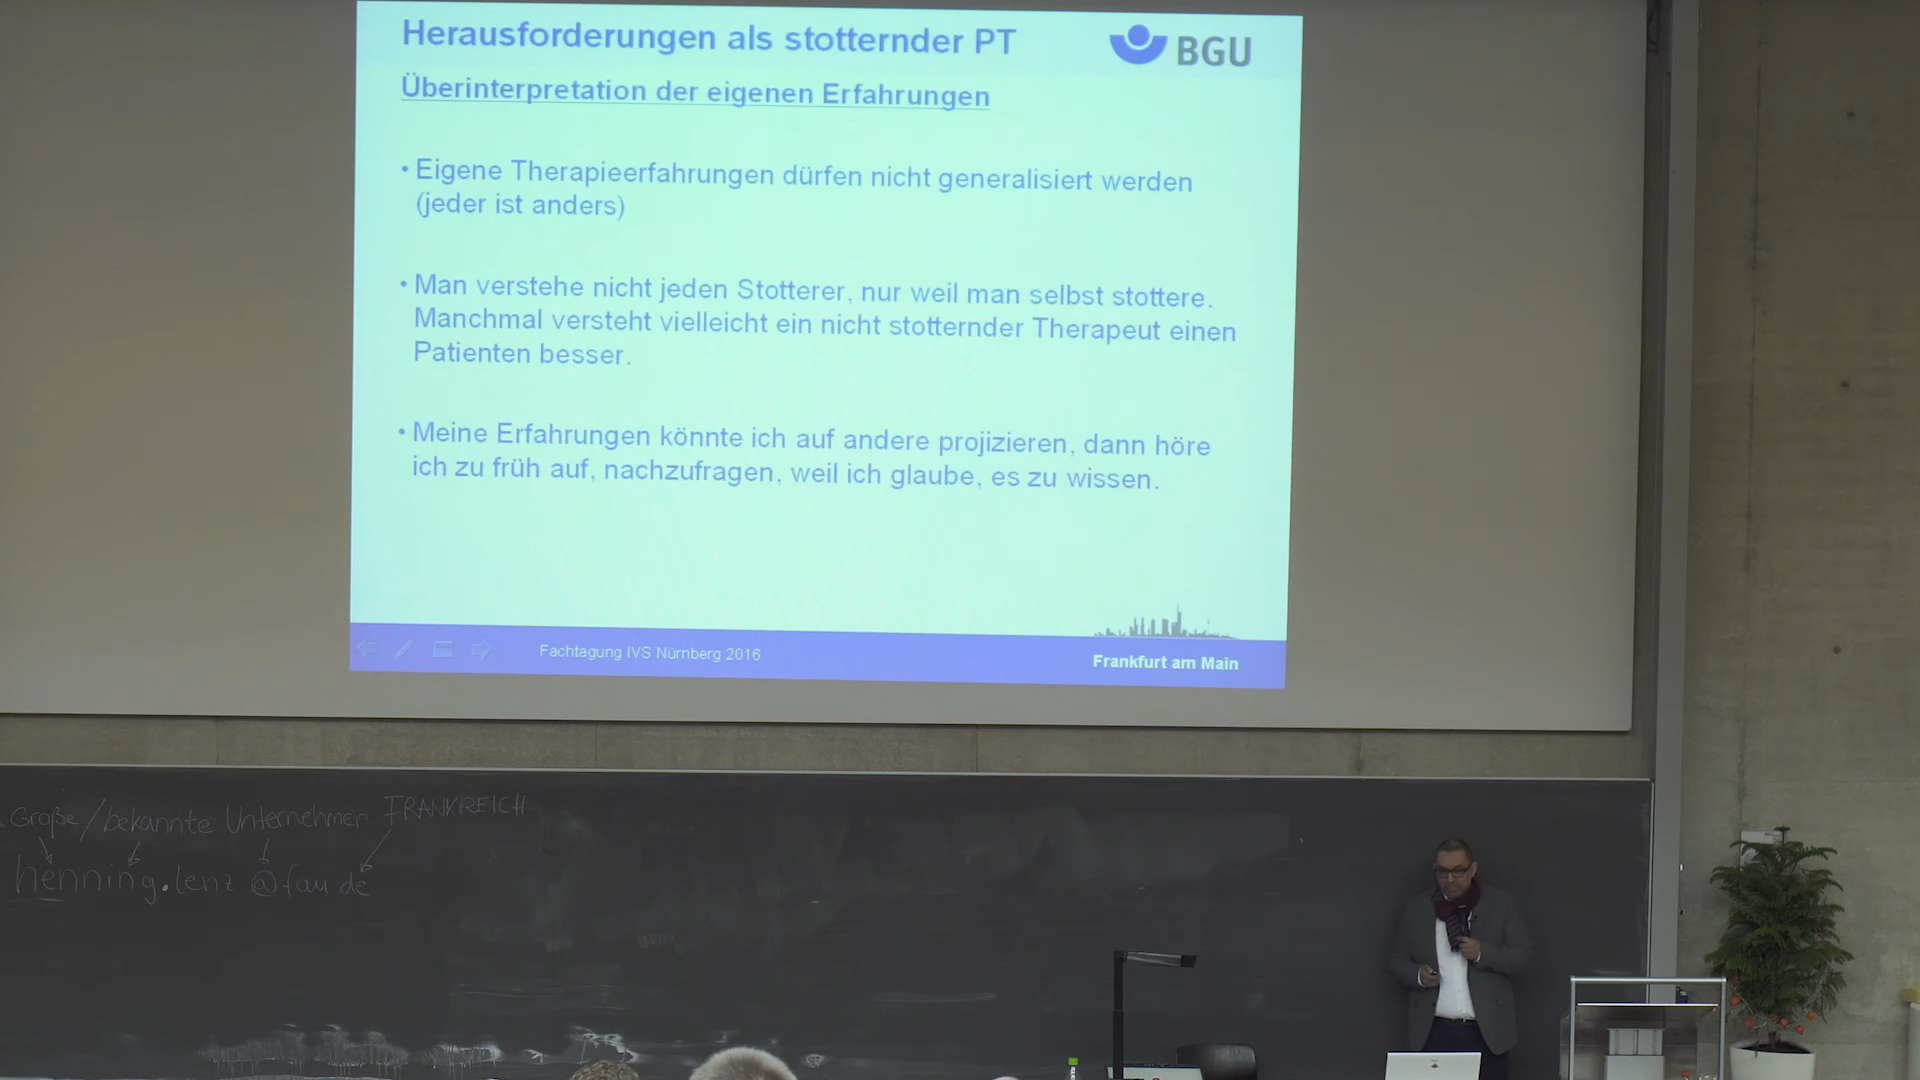 Herausforderungen als stotternder PT
BGU
Überinterpretation der eigenen Erfahrungen
• Eigene Therapieerfahrungen dürfen nicht generalisiert werden
(jeder ist anders)
• Man verstehe nicht jeden Stotterer, nur weil man selbst stottere.
Manchmal versteht vielleicht ein nicht stotternder Therapeut einen
Patienten besser.
• Meine Erfahrungen könnte ich auf andere projizieren, dann höre
ich zu früh auf, nachzufragen, weil ich glaube, es zu wissen.
Fachtagung IVS Nürnberg 2016
Frankfurt am Main
Große/bekannte Unternehmen FRANKREICH
henning.lenz @fau de